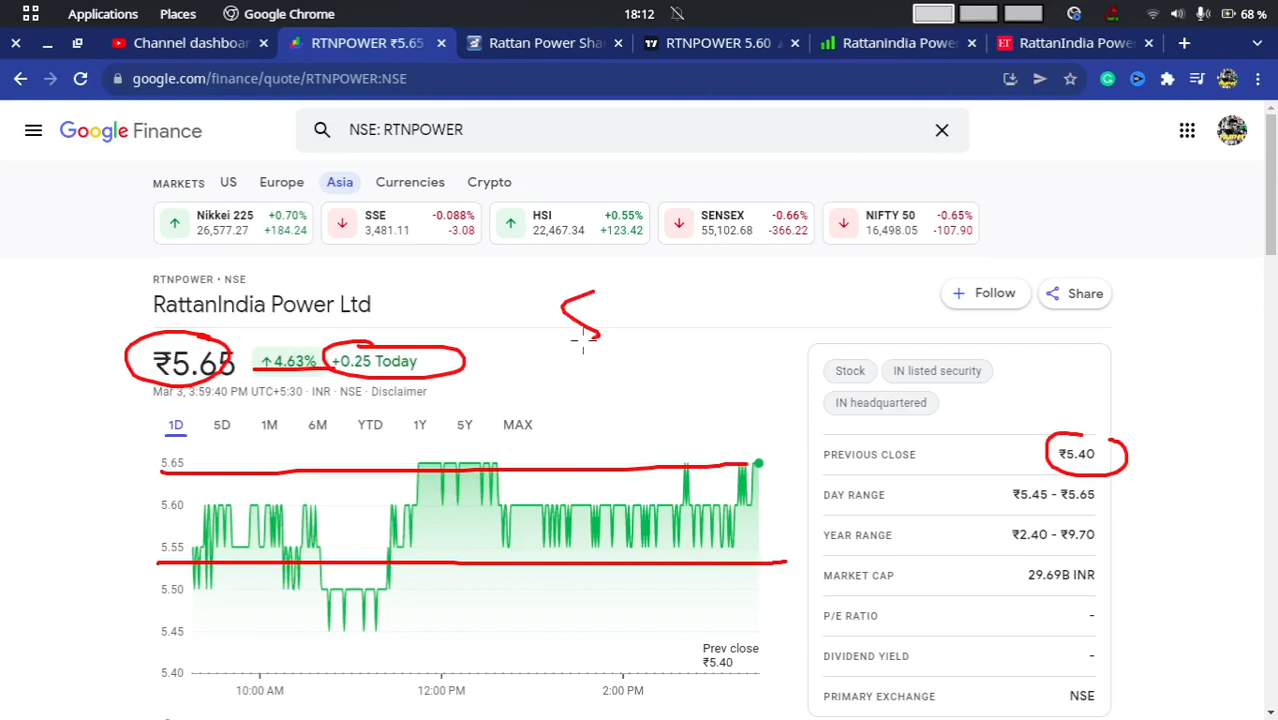 Applications Places Google Chrome 18:12 68 %
Channel dashboar RTNPOWER ₹5.65 Rattan Power Sha RTNPOWER 5.60 Rattanindia Powe ET RattanIndia Power
google.com/finance/quote/RTNPOWER:NSE
Google Finance NSE: RTNPOWER
MARKETS US Europe Asia Currencies Crypto
Nikkei 225 +0.70% SSE -0.088% HSI +0.55% SENSEX -0.66% NIFTY 50 -0.65%
26,577.27 +184.24 3,481.11 -3.08 22,467.34 +123.42 55,102.68 -366.22 16,498.05 -107.90
RTNPOWER • NSE
RattanIndia Power Ltd
+ Follow Share
₹5.65 ↑4.63% +0.25 Today
Mar 3, 3:59:40 PM UTC+5:30 · INR · NSE · Disclaimer
1D 5D 1M 6M YTD 1Y 5Y MAX
5.65
5.60
5.55
5.50
5.45
5.40
Prev close
₹5.40
10:00 AM 12:00 PM 2:00 PM
Stock IN listed security
IN headquartered
PREVIOUS CLOSE ₹5.40
DAY RANGE ₹5.45 - ₹5.65
YEAR RANGE ₹2.40 - ₹9.70
MARKET CAP 29.69B INR
P/E RATIO -
DIVIDEND YIELD -
PRIMARY EXCHANGE NSE